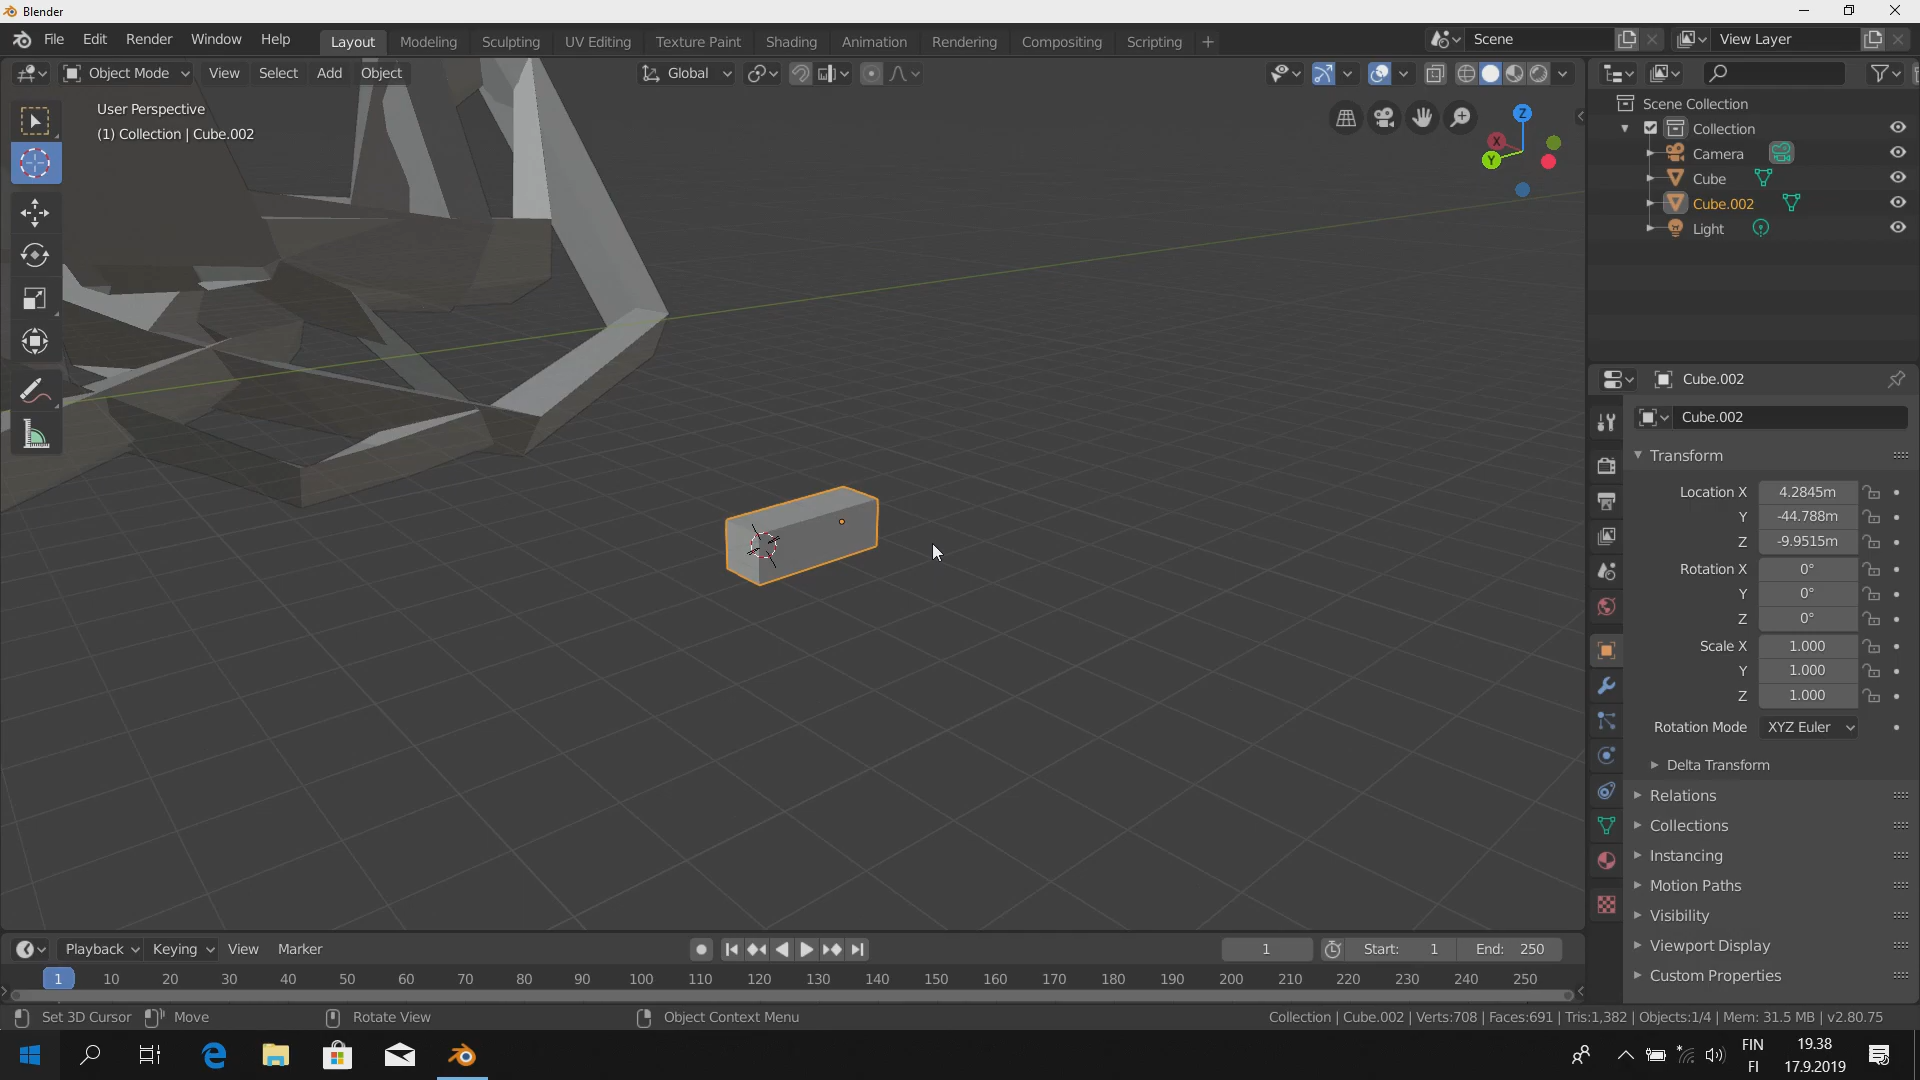 Blender
File Edit Render Window Help Layout Modeling Sculpting UV Editing Texture Paint Shading Animation Rendering Compositing Scripting + Scene View Layer
Object Mode View Select Add Object Global
User Perspective
(1) Collection | Cube.002
Z
X
Y
Scene Collection
Collection
Camera
Cube
Cube.002
Light
Cube.002
Cube.002
Transform
Location X 4.2845m
Y -44.788m
Z -9.9515m
Rotation X 0°
Y 0°
Z 0°
Scale X 1.000
Y 1.000
Z 1.000
Rotation Mode XYZ Euler
Delta Transform
Relations
Collections
Instancing
Motion Paths
Visibility
Viewport Display
Custom Properties
Playback Keying View Marker 1 Start: 1 End: 250
1 10 20 30 40 50 60 70 80 90 100 110 120 130 140 150 160 170 180 190 200 210 220 230 240 250
Set 3D Cursor Move Rotate View Object Context Menu Collection | Cube.002 | Verts:708 | Faces:691 | Tris:1,382 | Objects:1/4 | Mem: 31.5 MB | v2.80.75
FIN 19.38
FI 17.9.2019